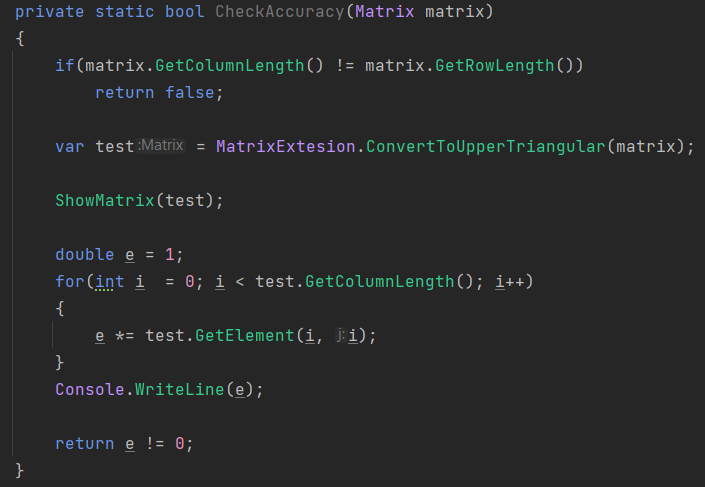 private static bool CheckAccuracy(Matrix matrix)
{
    if(matrix.GetColumnLength() != matrix.GetRowLength())
        return false;

    var test :Matrix = MatrixExtesion.ConvertToUpperTriangular(matrix);

    ShowMatrix(test);

    double e = 1;
    for(int i  = 0; i < test.GetColumnLength(); i++)
    {
        e *= test.GetElement(i, j: i);
    }
    Console.WriteLine(e);

    return e != 0;
}